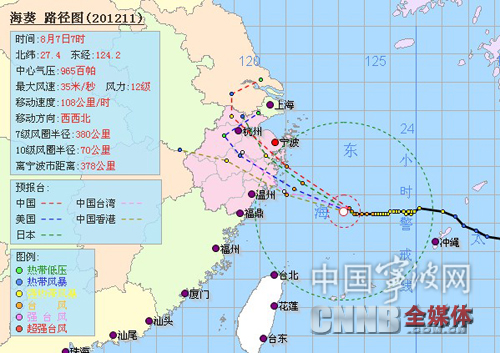 海葵 路径图(201211)
时间: 8月7日7时
北纬:27.4 东经:124.2
中心气压: 965百帕
最大风速: 35米/秒 风力:12级
移动速度: 108公里/时
移动方向: 西西北
7级风圈半径: 380公里
10级风圈半径: 70公里
离宁波市距离: 378公里
预报台:
中国 中国台湾
美国 中国香港
日本
图例:
热带低压
热带风暴
台 风
强台风
超强台风
120
125
上海
杭州
宁波
东
海
24小时警戒线
温州
福鼎
福州
冲绳
太
台北
厦门
花莲
汕头
汕尾
台东
珠海
中国宁波网
CNNB 全媒体